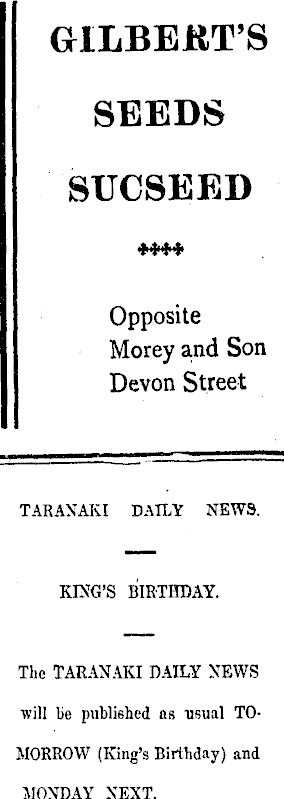 GILBERT'S
SEEDS
SUCSEED
Opposite
Morey and Son
Devon Street
TARANAKI DAILY NEWS.
KING'S BIRTHDAY.
The TARANAKI DAILY NEWS
will be published as usual TO-
MORROW (King's Birthday) and
MONDAY NEXT.